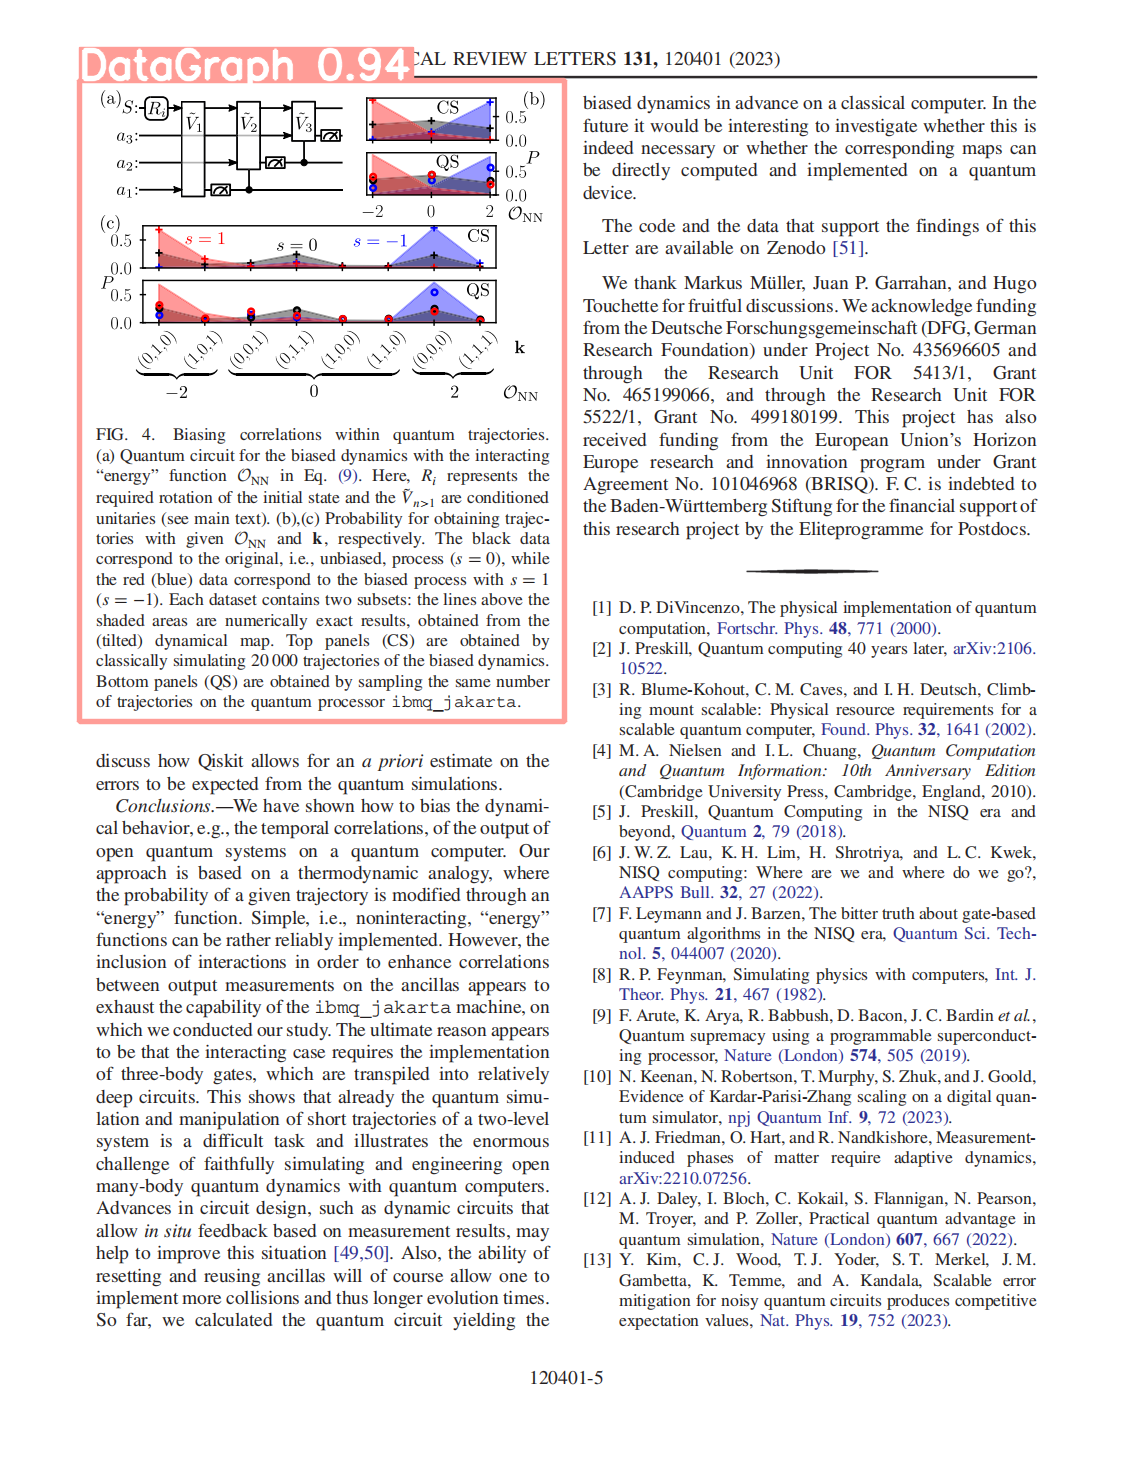 DataGraph 0.94
CAL REVIEW LETTERS 131, 120401 (2023)
(a)
S:
R_i
Ṽ_1
Ṽ_2
Ṽ_3
a_3:
a_2:
a_1:
(b)
CS
0.5
0.0
QS
P
0.5
0.0
−2 0 2 𝒪_NN
(c)
0.5
0.0
s = 1
s = 0
s = −1
CS
P
0.5
0.0
QS
(0,1,0) (1,0,1) (0,0,1) (0,1,1) (1,0,0) (1,1,0) (0,0,0) (1,1,1) k
−2 0 2 𝒪_NN
FIG. 4. Biasing correlations within quantum trajectories.
(a) Quantum circuit for the biased dynamics with the interacting
“energy” function 𝒪_NN in Eq. (9). Here, R_i represents the
required rotation of the initial state and the Ṽ_n>1 are conditioned
unitaries (see main text). (b),(c) Probability for obtaining trajec-
tories with given 𝒪_NN and k, respectively. The black data
correspond to the original, i.e., unbiased, process (s = 0), while
the red (blue) data correspond to the biased process with s = 1
(s = −1). Each dataset contains two subsets: the lines above the
shaded areas are numerically exact results, obtained from the
(tilted) dynamical map. Top panels (CS) are obtained by
classically simulating 20 000 trajectories of the biased dynamics.
Bottom panels (QS) are obtained by sampling the same number
of trajectories on the quantum processor ibmq_jakarta.
discuss how Qiskit allows for an a priori estimate on the
errors to be expected from the quantum simulations.
Conclusions.—We have shown how to bias the dynami-
cal behavior, e.g., the temporal correlations, of the output of
open quantum systems on a quantum computer. Our
approach is based on a thermodynamic analogy, where
the probability of a given trajectory is modified through an
“energy” function. Simple, i.e., noninteracting, “energy”
functions can be rather reliably implemented. However, the
inclusion of interactions in order to enhance correlations
between output measurements on the ancillas appears to
exhaust the capability of the ibmq_jakarta machine, on
which we conducted our study. The ultimate reason appears
to be that the interacting case requires the implementation
of three-body gates, which are transpiled into relatively
deep circuits. This shows that already the quantum simu-
lation and manipulation of short trajectories of a two-level
system is a difficult task and illustrates the enormous
challenge of faithfully simulating and engineering open
many-body quantum dynamics with quantum computers.
Advances in circuit design, such as dynamic circuits that
allow in situ feedback based on measurement results, may
help to improve this situation [49,50]. Also, the ability of
resetting and reusing ancillas will of course allow one to
implement more collisions and thus longer evolution times.
So far, we calculated the quantum circuit yielding the
biased dynamics in advance on a classical computer. In the
future it would be interesting to investigate whether this is
indeed necessary or whether the corresponding maps can
be directly computed and implemented on a quantum
device.
The code and the data that support the findings of this
Letter are available on Zenodo [51].
We thank Markus Müller, Juan P. Garrahan, and Hugo
Touchette for fruitful discussions. We acknowledge funding
from the Deutsche Forschungsgemeinschaft (DFG, German
Research Foundation) under Project No. 435696605 and
through the Research Unit FOR 5413/1, Grant
No. 465199066, and through the Research Unit FOR
5522/1, Grant No. 499180199. This project has also
received funding from the European Union’s Horizon
Europe research and innovation program under Grant
Agreement No. 101046968 (BRISQ). F. C. is indebted to
the Baden-Württemberg Stiftung for the financial support of
this research project by the Eliteprogramme for Postdocs.
[1] D. P. DiVincenzo, The physical implementation of quantum
computation, Fortschr. Phys. 48, 771 (2000).
[2] J. Preskill, Quantum computing 40 years later, arXiv:2106.
10522.
[3] R. Blume-Kohout, C. M. Caves, and I. H. Deutsch, Climb-
ing mount scalable: Physical resource requirements for a
scalable quantum computer, Found. Phys. 32, 1641 (2002).
[4] M. A. Nielsen and I. L. Chuang, Quantum Computation
and Quantum Information: 10th Anniversary Edition
(Cambridge University Press, Cambridge, England, 2010).
[5] J. Preskill, Quantum Computing in the NISQ era and
beyond, Quantum 2, 79 (2018).
[6] J. W. Z. Lau, K. H. Lim, H. Shrotriya, and L. C. Kwek,
NISQ computing: Where are we and where do we go?,
AAPPS Bull. 32, 27 (2022).
[7] F. Leymann and J. Barzen, The bitter truth about gate-based
quantum algorithms in the NISQ era, Quantum Sci. Tech-
nol. 5, 044007 (2020).
[8] R. P. Feynman, Simulating physics with computers, Int. J.
Theor. Phys. 21, 467 (1982).
[9] F. Arute, K. Arya, R. Babbush, D. Bacon, J. C. Bardin et al.,
Quantum supremacy using a programmable superconduct-
ing processor, Nature (London) 574, 505 (2019).
[10] N. Keenan, N. Robertson, T. Murphy, S. Zhuk, and J. Goold,
Evidence of Kardar-Parisi-Zhang scaling on a digital quan-
tum simulator, npj Quantum Inf. 9, 72 (2023).
[11] A. J. Friedman, O. Hart, and R. Nandkishore, Measurement-
induced phases of matter require adaptive dynamics,
arXiv:2210.07256.
[12] A. J. Daley, I. Bloch, C. Kokail, S. Flannigan, N. Pearson,
M. Troyer, and P. Zoller, Practical quantum advantage in
quantum simulation, Nature (London) 607, 667 (2022).
[13] Y. Kim, C. J. Wood, T. J. Yoder, S. T. Merkel, J. M.
Gambetta, K. Temme, and A. Kandala, Scalable error
mitigation for noisy quantum circuits produces competitive
expectation values, Nat. Phys. 19, 752 (2023).
120401-5